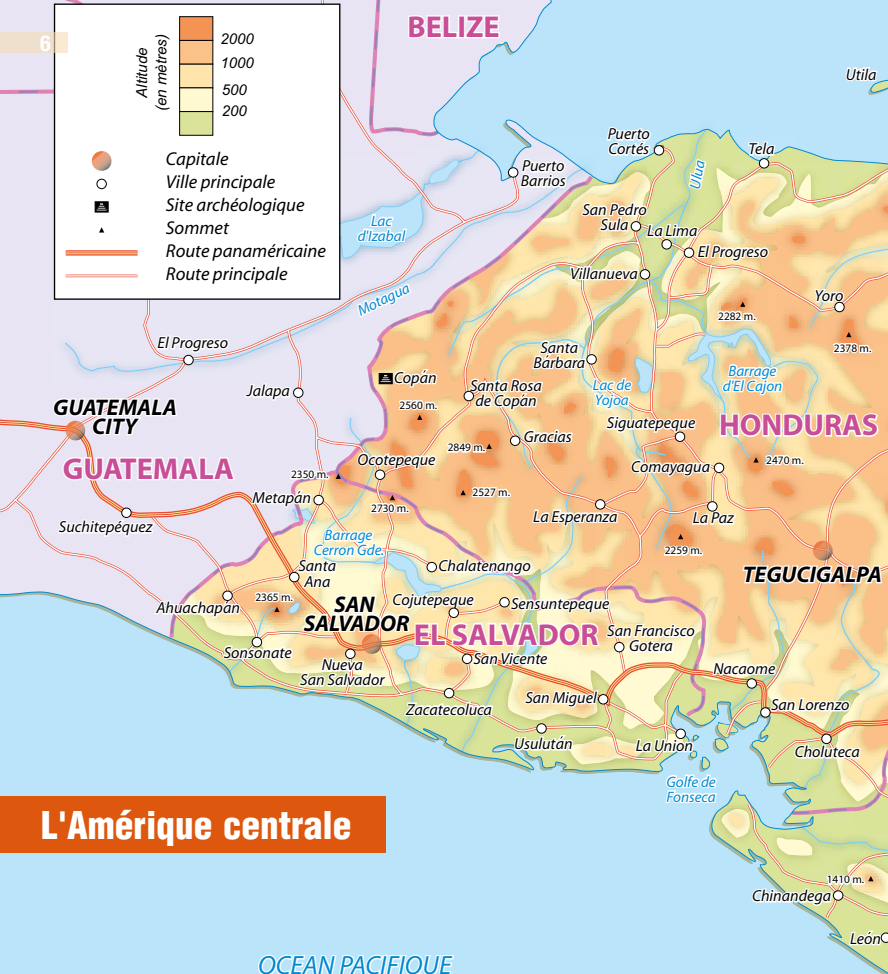 6
Altitude
(en mètres)
2000
1000
500
200
Capitale
Ville principale
Site archéologique
Sommet
Route panaméricaine
Route principale
BELIZE
Utila
Puerto
Cortés
Tela
Ulua
Puerto
Barrios
Lac
d'Izabal
San Pedro
Sula
La Lima
El Progreso
Villanueva
Motagua
Yoro
2282 m.
2378 m.
El Progreso
Santa
Bárbara
Barrage
d'El Cajon
Copán
Jalapa
Santa Rosa
de Copán
Lac de
Yojoa
2560 m.
GUATEMALA
CITY
Siguatepeque
HONDURAS
Gracias
2849 m.
GUATEMALA
Ocotepeque
Comayagua
2470 m.
2350 m.
2527 m.
Metapán
2730 m.
La Esperanza
La Paz
Suchitepéquez
Barrage
Cerron Gde.
2259 m.
Chalatenango
TEGUCIGALPA
Santa
Ana
Ahuachapán
2365 m.
SAN
SALVADOR
Cojutepeque
Sensuntepeque
EL SALVADOR
San Francisco
Gotera
Sonsonate
Nueva
San Salvador
San Vicente
Nacaome
Zacatecoluca
San Miguel
San Lorenzo
Usulután
La Union
Choluteca
Golfe de
Fonseca
L'Amérique centrale
1410 m.
Chinandega
León
OCEAN PACIFIQUE